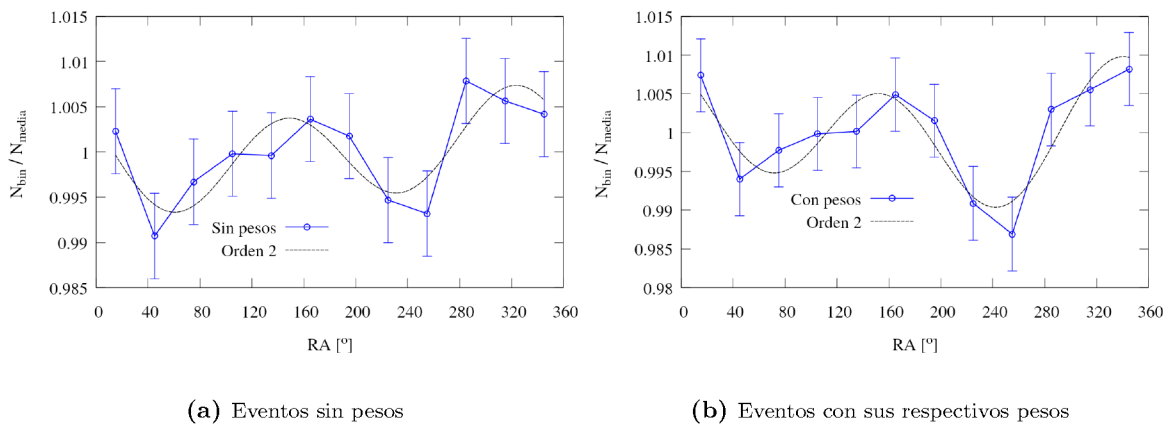 1.015
1.01
1.005
1
0.995
0.99
0.985
N_bin / N_media
Sin pesos
Orden 2
0 40 80 120 160 200 240 280 320 360
RA [º]
(a) Eventos sin pesos
1.015
1.01
1.005
1
0.995
0.99
0.985
0.98
N_bin / N_media
Con pesos
Orden 2
0 40 80 120 160 200 240 280 320 360
RA [º]
(b) Eventos con sus respectivos pesos